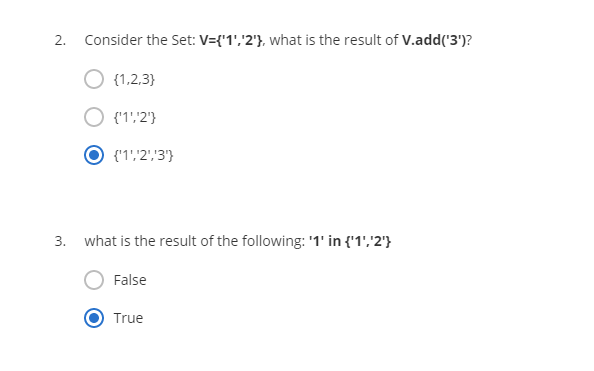 2. Consider the Set: V={'1','2'}, what is the result of V.add('3')?
{1,2,3}
{'1','2'}
{'1','2','3'}
3. what is the result of the following: '1' in {'1','2'}
False
True